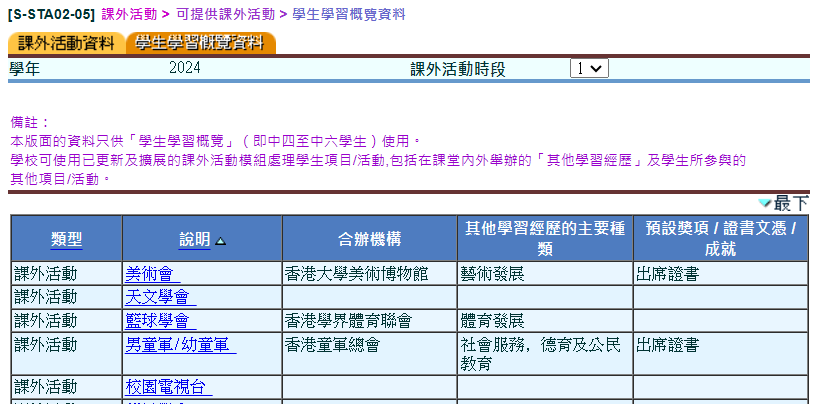 [S-STA02-05] 課外活動 > 可提供課外活動 > 學生學習概覽資料
課外活動資料 學生學習概覽資料
學年 2024 課外活動時段 1
備註：
本版面的資料只供「學生學習概覽」（即中四至中六學生）使用。
學校可使用已更新及擴展的課外活動模組處理學生項目/活動,包括在課堂內外舉辦的「其他學習經歷」及學生所參與的
其他項目/活動。
最下
類型 說明 合辦機構 其他學習經歷的主要種類 預設獎項 / 證書文憑 / 成就
課外活動 美術會 香港大學美術博物館 藝術發展 出席證書
課外活動 天文學會
課外活動 籃球學會 香港學界體育聯會 體育發展
課外活動 男童軍/幼童軍 香港童軍總會 社會服務，德育及公民教育 出席證書
課外活動 校園電視台